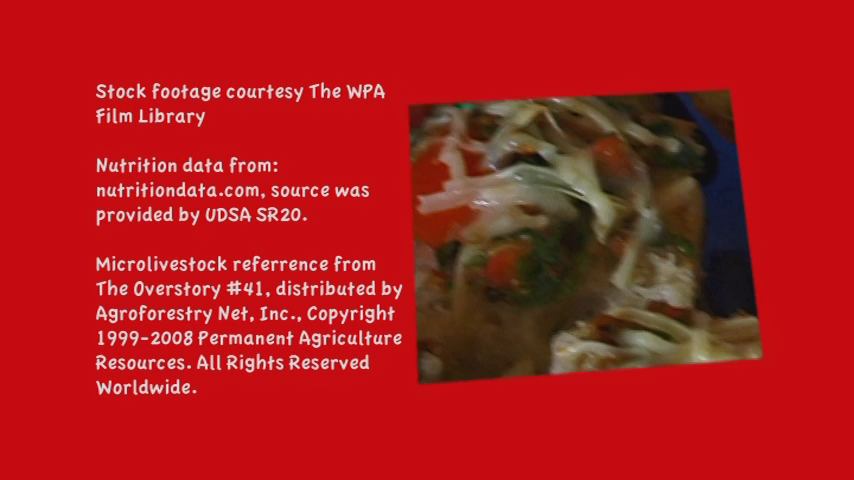 Stock footage courtesy The WPA
Film Library
Nutrition data from:
nutritiondata.com, source was
provided by UDSA SR20.
Microlivestock referrence from
The Overstory #41, distributed by
Agroforestry Net, Inc., Copyright
1999-2008 Permanent Agriculture
Resources. All Rights Reserved
Worldwide.